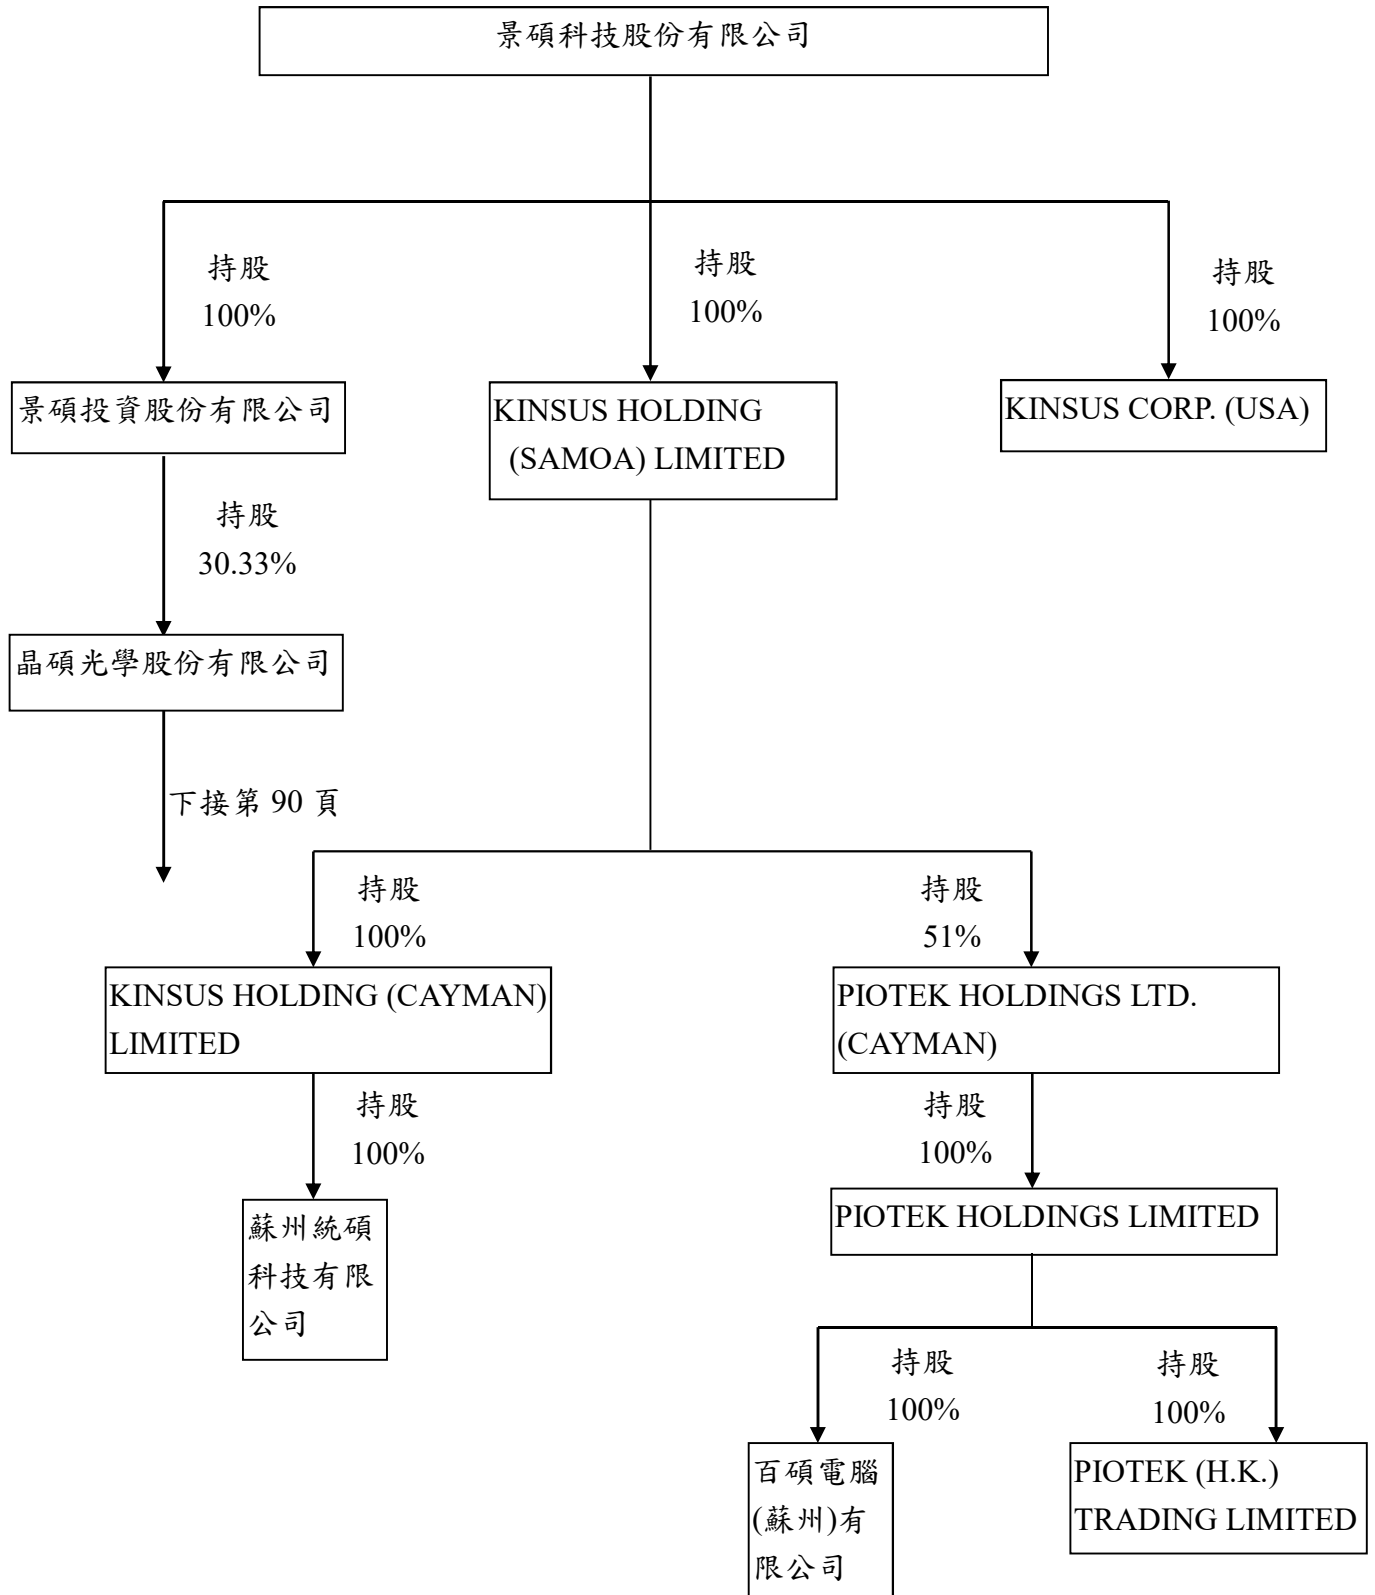 景碩科技股份有限公司
持股
100%
持股
100%
持股
100%
景碩投資股份有限公司
KINSUS HOLDING
(SAMOA) LIMITED
KINSUS CORP. (USA)
持股
30.33%
晶碩光學股份有限公司
下接第 90 頁
持股
100%
持股
51%
KINSUS HOLDING (CAYMAN)
LIMITED
PIOTEK HOLDINGS LTD.
(CAYMAN)
持股
100%
持股
100%
蘇州統碩
科技有限
公司
PIOTEK HOLDINGS LIMITED
持股
100%
持股
100%
百碩電腦
(蘇州)有
限公司
PIOTEK (H.K.)
TRADING LIMITED